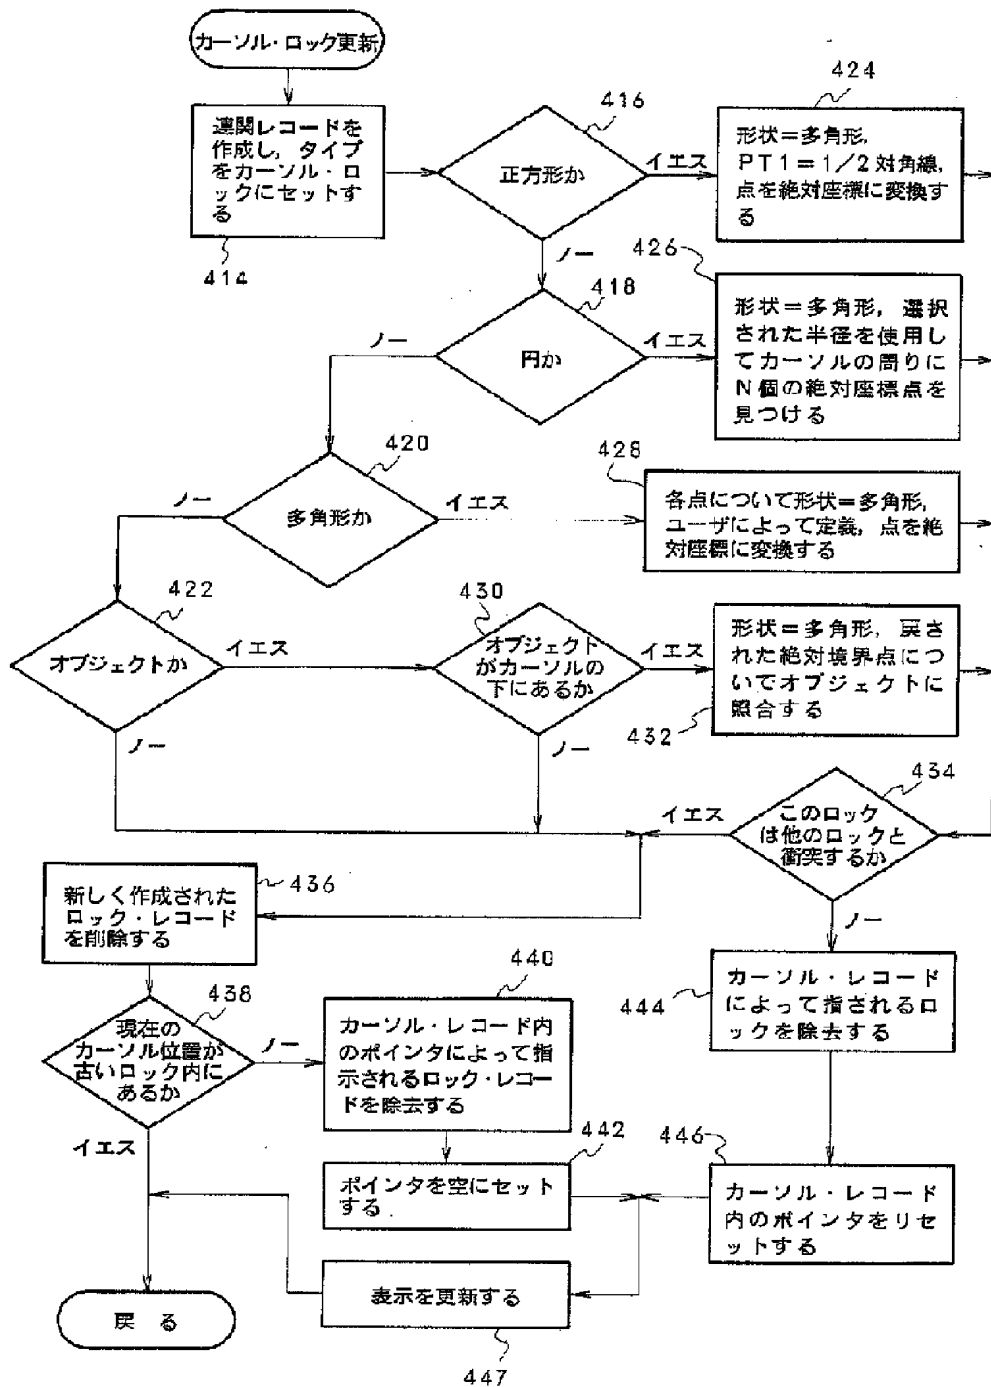 カーソル・ロック更新
連関レコードを
作成し，タイプ
をカーソル・ロ
ックにセットす
る
414
416
正方形か
イエス
ノー
424
形状＝多角形，
PT1＝1/2対角線，
点を絶対座標に変換す
る
418
円か
イエス
ノー
426
形状＝多角形，選択
された半径を使用し
てカーソルの周りに
N個の絶対座標点を
見つける
420
多角形か
イエス
ノー
428
各点について形状＝多角形，
ユーザによって定義，点を絶
対座標に変換する
422
オブジェクトか
イエス
ノー
430
オブジェクト
がカーソルの
下にあるか
イエス
ノー
432
形状＝多角形，戻さ
れた絶対境界点につ
いてオブジェクトに
照合する
434
このロック
は他のロックと
衝突するか
イエス
ノー
436
新しく作成された
ロック・レコード
を削除する
438
現在の
カーソル位置が
古いロック内に
あるか
ノー
イエス
440
カーソル・レコード内
のポインタによって指
示されるロック・レコー
ドを除去する
444
カーソル・レコード
によって指されるロ
ックを除去する
442
ポインタを空にセット
する
446
カーソル・レコード
内のポインタをリセ
ットする
表示を更新する
447
戻る